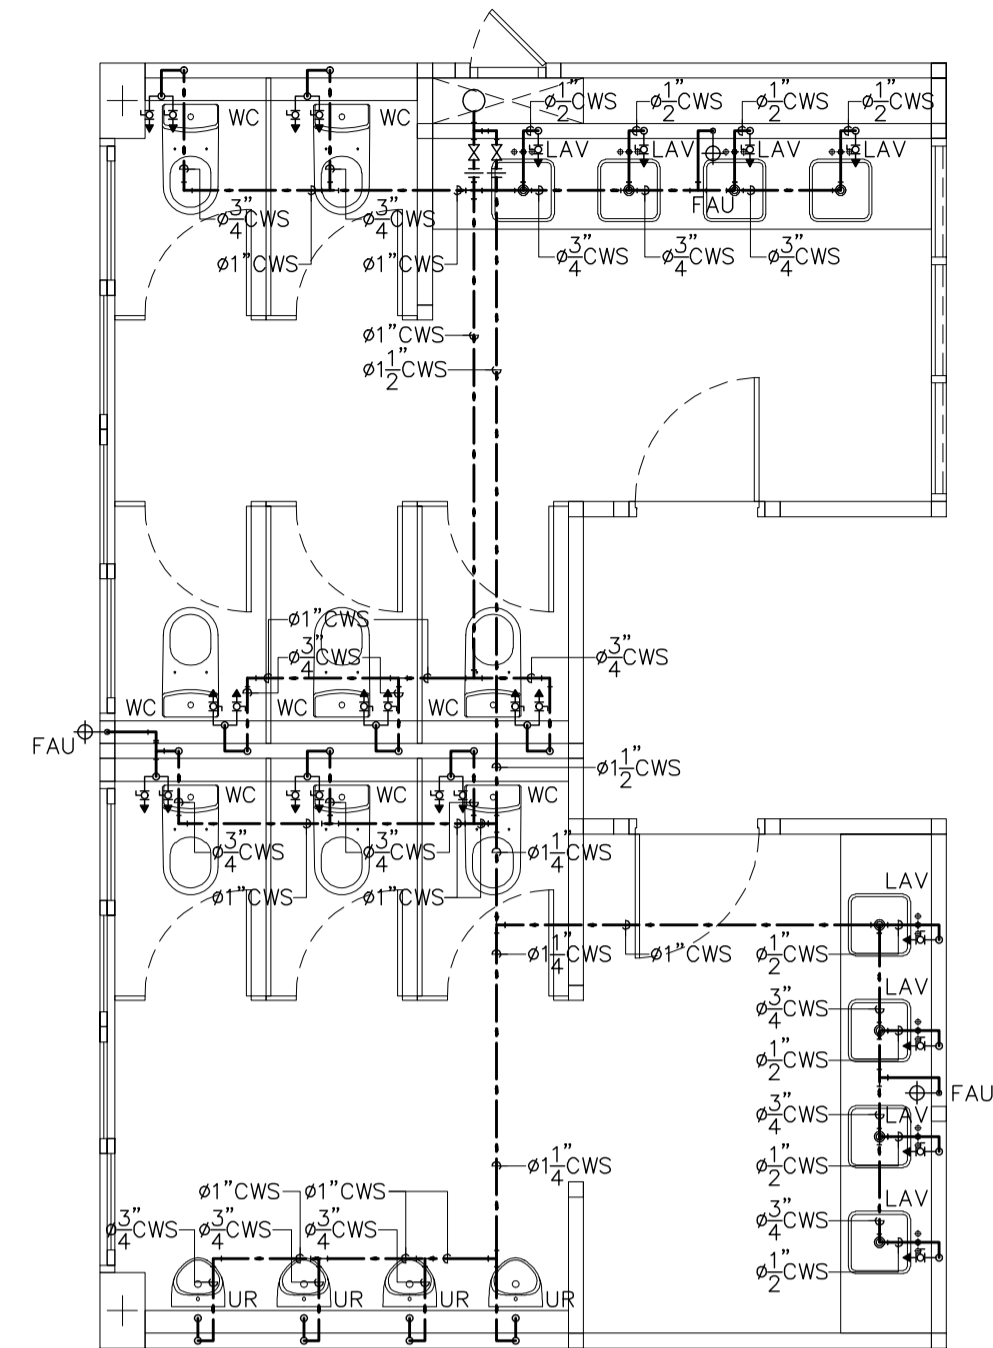 ø1/2"CWS ø1/2"CWS ø1/2"CWS ø1/2"CWS
WC WC
LAV LAV LAV LAV
FAU
ø3/4"CWS ø3/4"CWS
ø3/4"CWS ø3/4"CWS ø3/4"CWS
ø1"CWS ø1"CWS
ø1"CWS
ø1 1/2"CWS
ø1"CWS
ø3/4"CWS ø3/4"CWS
WC WC WC
FAU
ø1 1/2"CWS
WC WC WC
ø3/4"CWS ø3/4"CWS ø1 1/4"CWS
LAV
ø1"CWS ø1"CWS
ø1 1/4"CWS ø1"CWS ø1/2"CWS
LAV
ø3/4"CWS
ø1/2"CWS
FAU
ø3/4"CWS LAV
ø1 1/4"CWS ø1/2"CWS
ø1"CWS ø1"CWS LAV
ø3/4"CWS ø3/4"CWS ø3/4"CWS ø3/4"CWS
ø1/2"CWS
UR UR UR UR